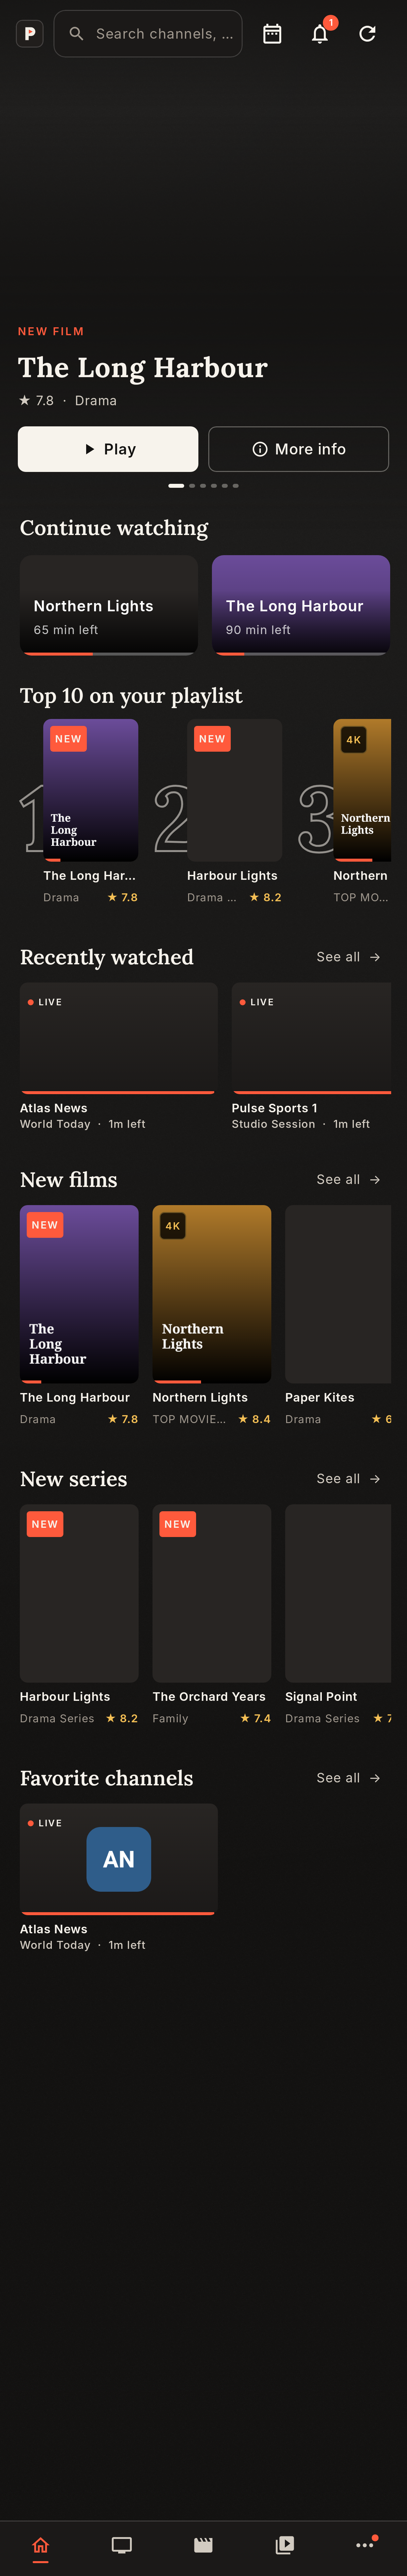 P
Search channels, ...
1
NEW FILM
The Long Harbour
★ 7.8 · Drama
Play
More info
Continue watching
Northern Lights
65 min left
The Long Harbour
90 min left
Top 10 on your playlist
1
NEW
The
Long
Harbour
The Long Har...
Drama ★ 7.8
2
NEW
Harbour Lights
Drama ... ★ 8.2
3
4K
Northern
Lights
Northern
TOP MO...
Recently watched
See all →
LIVE
Atlas News
World Today · 1m left
LIVE
Pulse Sports 1
Studio Session · 1m left
New films
See all →
NEW
The
Long
Harbour
The Long Harbour
Drama ★ 7.8
4K
Northern
Lights
Northern Lights
TOP MOVIE... ★ 8.4
Paper Kites
Drama ★ 6
New series
See all →
NEW
Harbour Lights
Drama Series ★ 8.2
NEW
The Orchard Years
Family ★ 7.4
Signal Point
Drama Series ★ 7
Favorite channels
See all →
LIVE
AN
Atlas News
World Today · 1m left